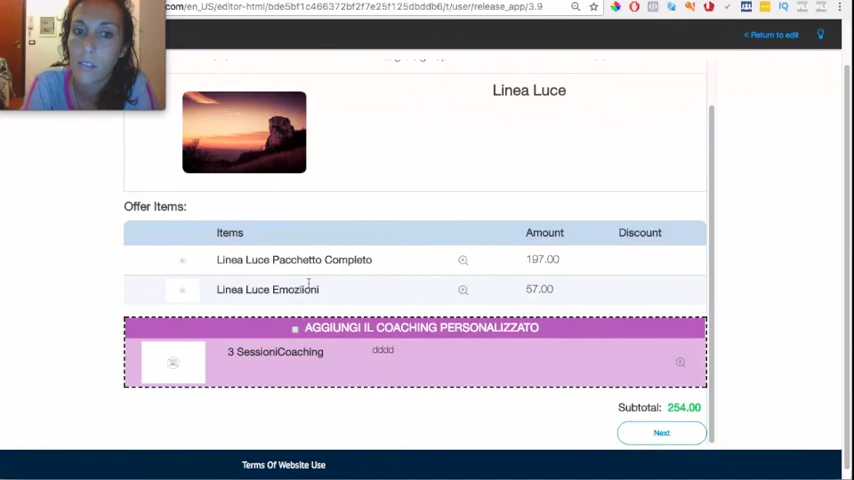 com/en_US/editor-html/bde5bf1c466372bf2f7e25f125dbddb6/t/user/release_app/3.9
< Return to edit
Linea Luce
Offer Items:
Items Amount Discount
Linea Luce Pacchetto Completo 197.00
Linea Luce Emoziioni 57.00
AGGIUNGI IL COACHING PERSONALIZZATO
3 SessioniCoaching dddd
Subtotal: 254.00
Next
Terms Of Website Use